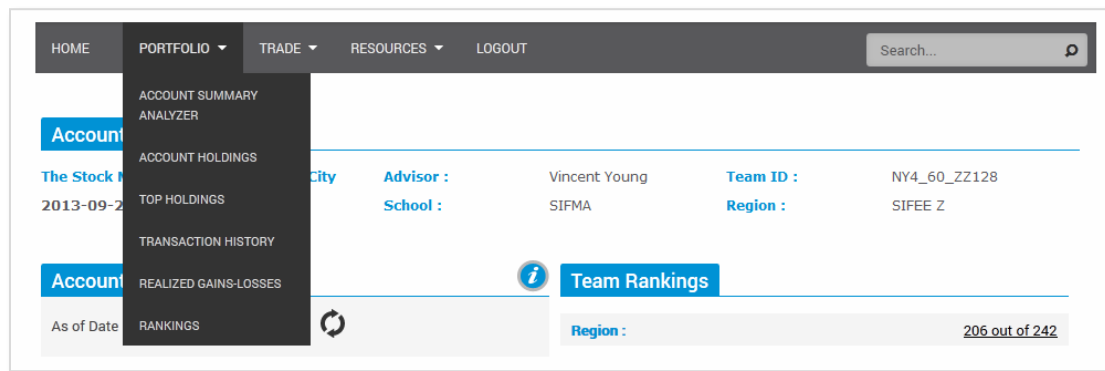 HOME PORTFOLIO TRADE RESOURCES LOGOUT Search...
ACCOUNT SUMMARY
ANALYZER
Account
ACCOUNT HOLDINGS
The Stock City Advisor : Vincent Young Team ID : NY4_60_ZZ128
2013-09-2 TOP HOLDINGS School : SIFMA Region : SIFEE Z
TRANSACTION HISTORY
Account REALIZED GAINS-LOSSES i Team Rankings
As of Date RANKINGS Region : 206 out of 242